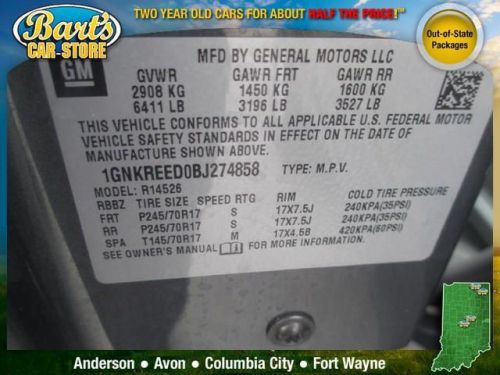 Bart's
CAR STORE
TWO YEAR OLD CARS FOR ABOUT HALF THE PRICE!*™
Out-of-State
Packages
GM
MFD BY GENERAL MOTORS LLC
GVWR GAWR FRT GAWR RR
2908 KG 1450 KG 1600 KG
6411 LB 3196 LB 3527 LB
THIS VEHICLE CONFORMS TO ALL APPLICABLE U.S. FEDERAL MOTOR
VEHICLE SAFETY STANDARDS IN EFFECT ON THE DATE OF
MANUFACTURE SHOWN ABOVE.
1GNKREED0BJ274858 TYPE: M.P.V.
MODEL: R14526
RBBZ TIRE SIZE SPEED RTG RIM COLD TIRE PRESSURE
FRT P245/70R17 S 17X7.5J 240KPA(35PSI)
RR P245/70R17 S 17X7.5J 240KPA(35PSI)
SPA T145/70R17 M 17X4.5B 420KPA(60PSI)
SEE OWNER'S MANUAL FOR MORE INFORMATION.
Anderson - Avon - Columbia City - Fort Wayne